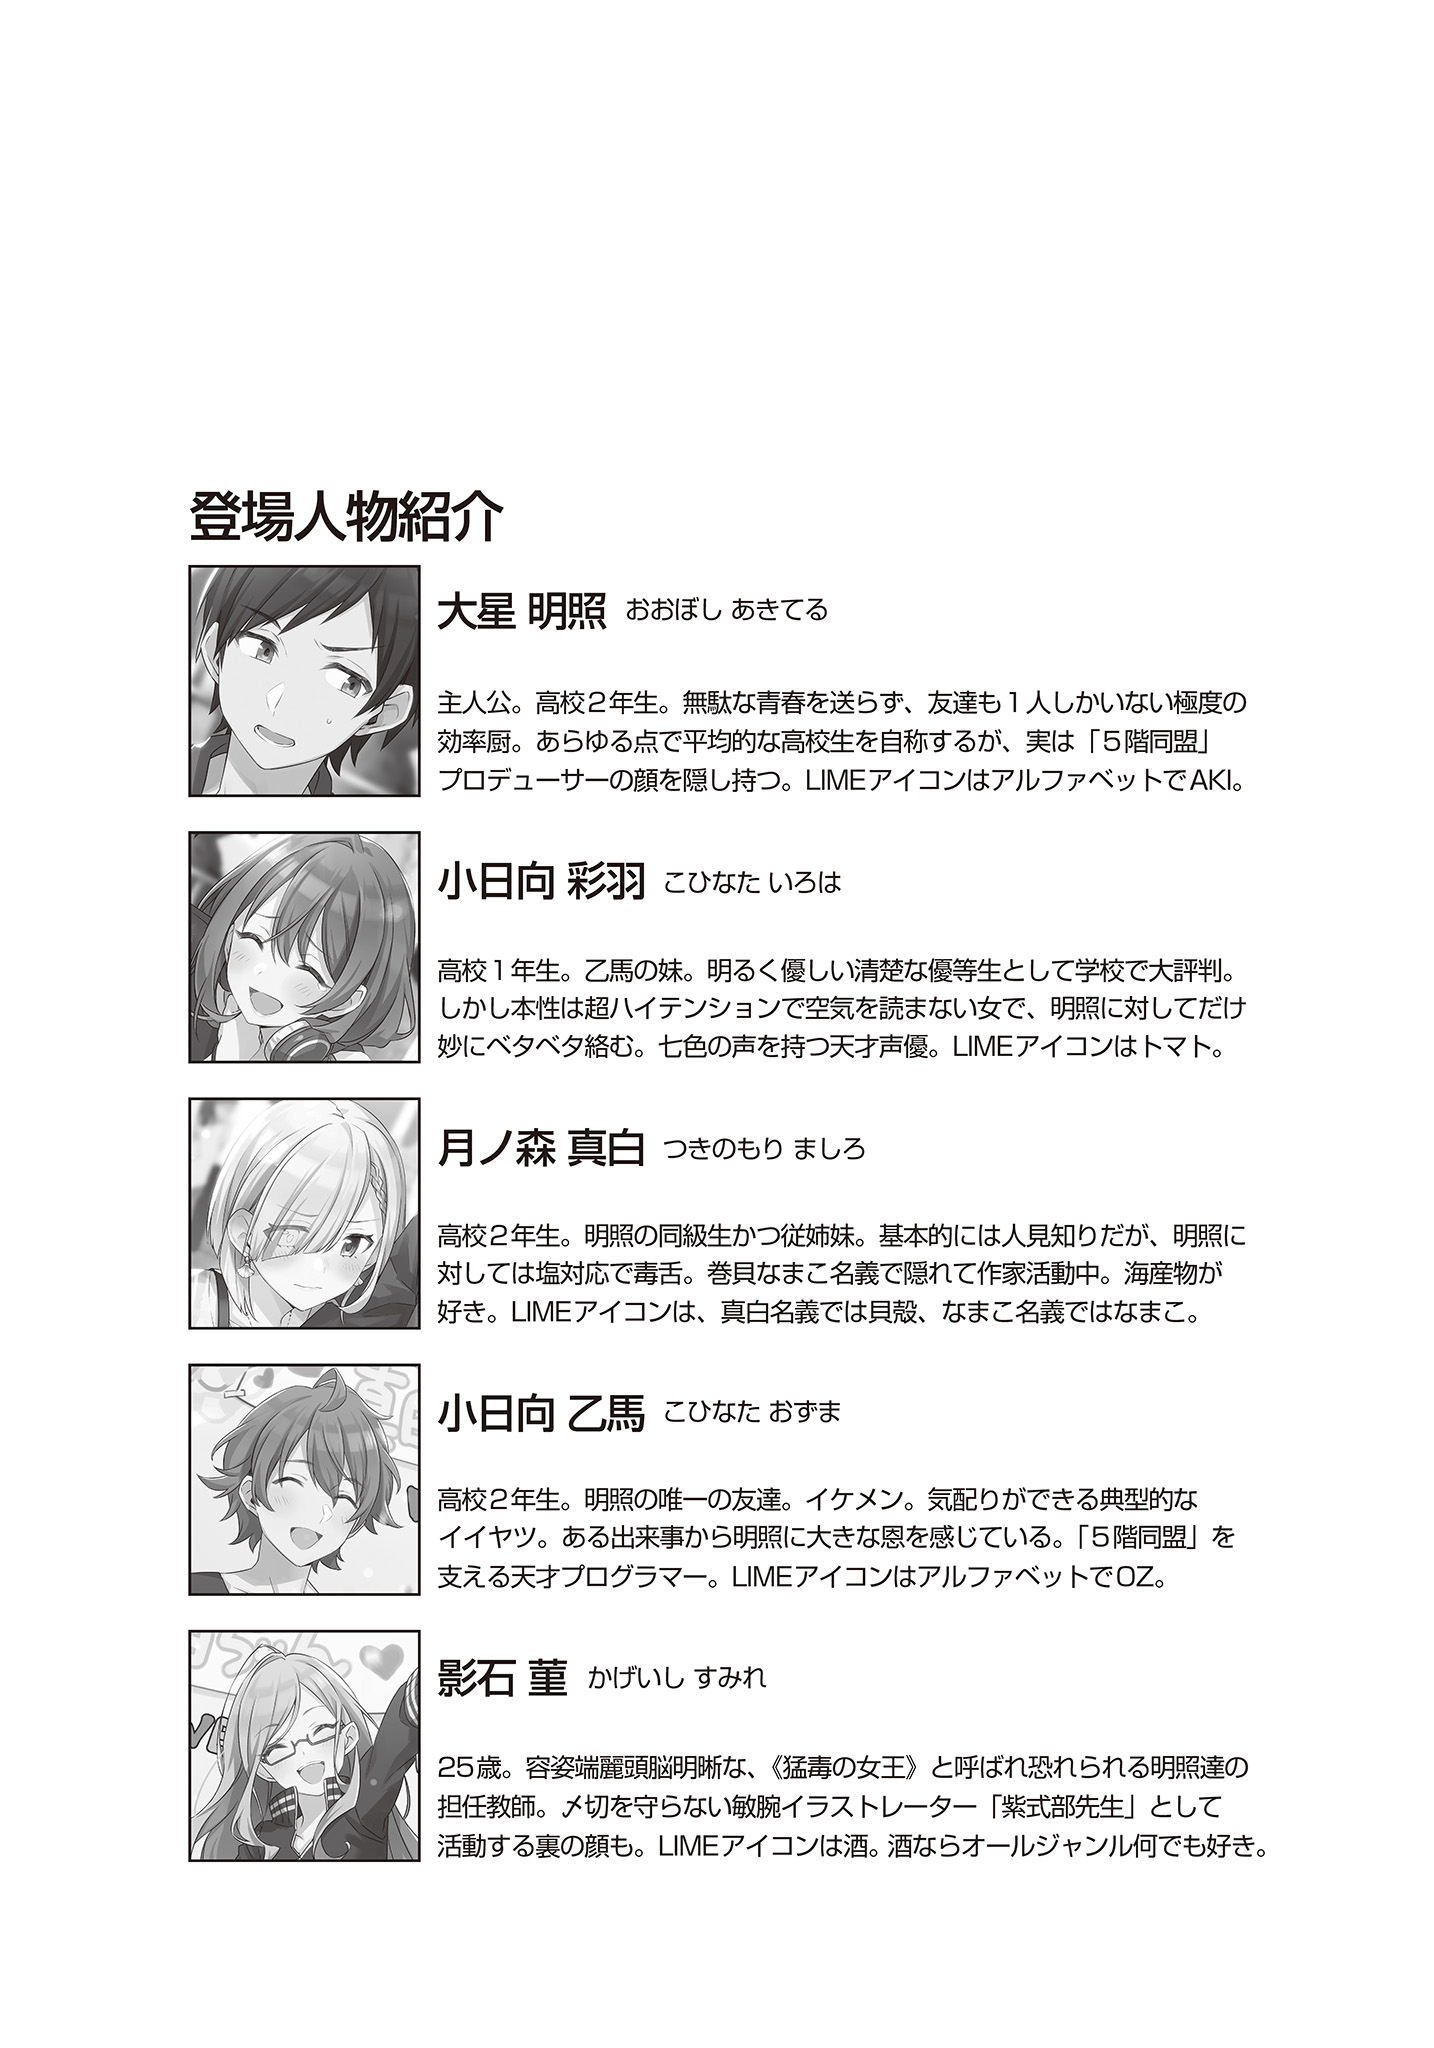 登場人物紹介
大星 明照 おおぼし あきてる
主人公。高校2年生。無駄な青春を送らず、友達も1人しかいない極度の
効率厨。あらゆる点で平均的な高校生を自称するが、実は「5階同盟」
プロデューサーの顔を隠し持つ。LIMEアイコンはアルファベットでAKI。
小日向 彩羽 こひなた いろは
高校1年生。乙馬の妹。明るく優しい清楚な優等生として学校で大評判。
しかし本性は超ハイテンションで空気を読まない女で、明照に対してだけ
妙にベタベタ絡む。七色の声を持つ天才声優。LIMEアイコンはトマト。
月ノ森 真白 つきのもり ましろ
高校2年生。明照の同級生かつ従姉妹。基本的には人見知りだが、明照に
対しては塩対応で毒舌。巻貝なまこ名義で隠れて作家活動中。海産物が
好き。LIMEアイコンは、真白名義では貝殻、なまこ名義ではなまこ。
小日向 乙馬 こひなた おずま
高校2年生。明照の唯一の友達。イケメン。気配りができる典型的な
イイヤツ。ある出来事から明照に大きな恩を感じている。「5階同盟」を
支える天才プログラマー。LIMEアイコンはアルファベットでOZ。
影石 菫 かげいし すみれ
25歳。容姿端麗頭脳明晰な、《猛毒の女王》と呼ばれ恐れられる明照達の
担任教師。〆切を守らない敏腕イラストレーター「紫式部先生」として
活動する裏の顔も。LIMEアイコンは酒。酒ならオールジャンル何でも好き。